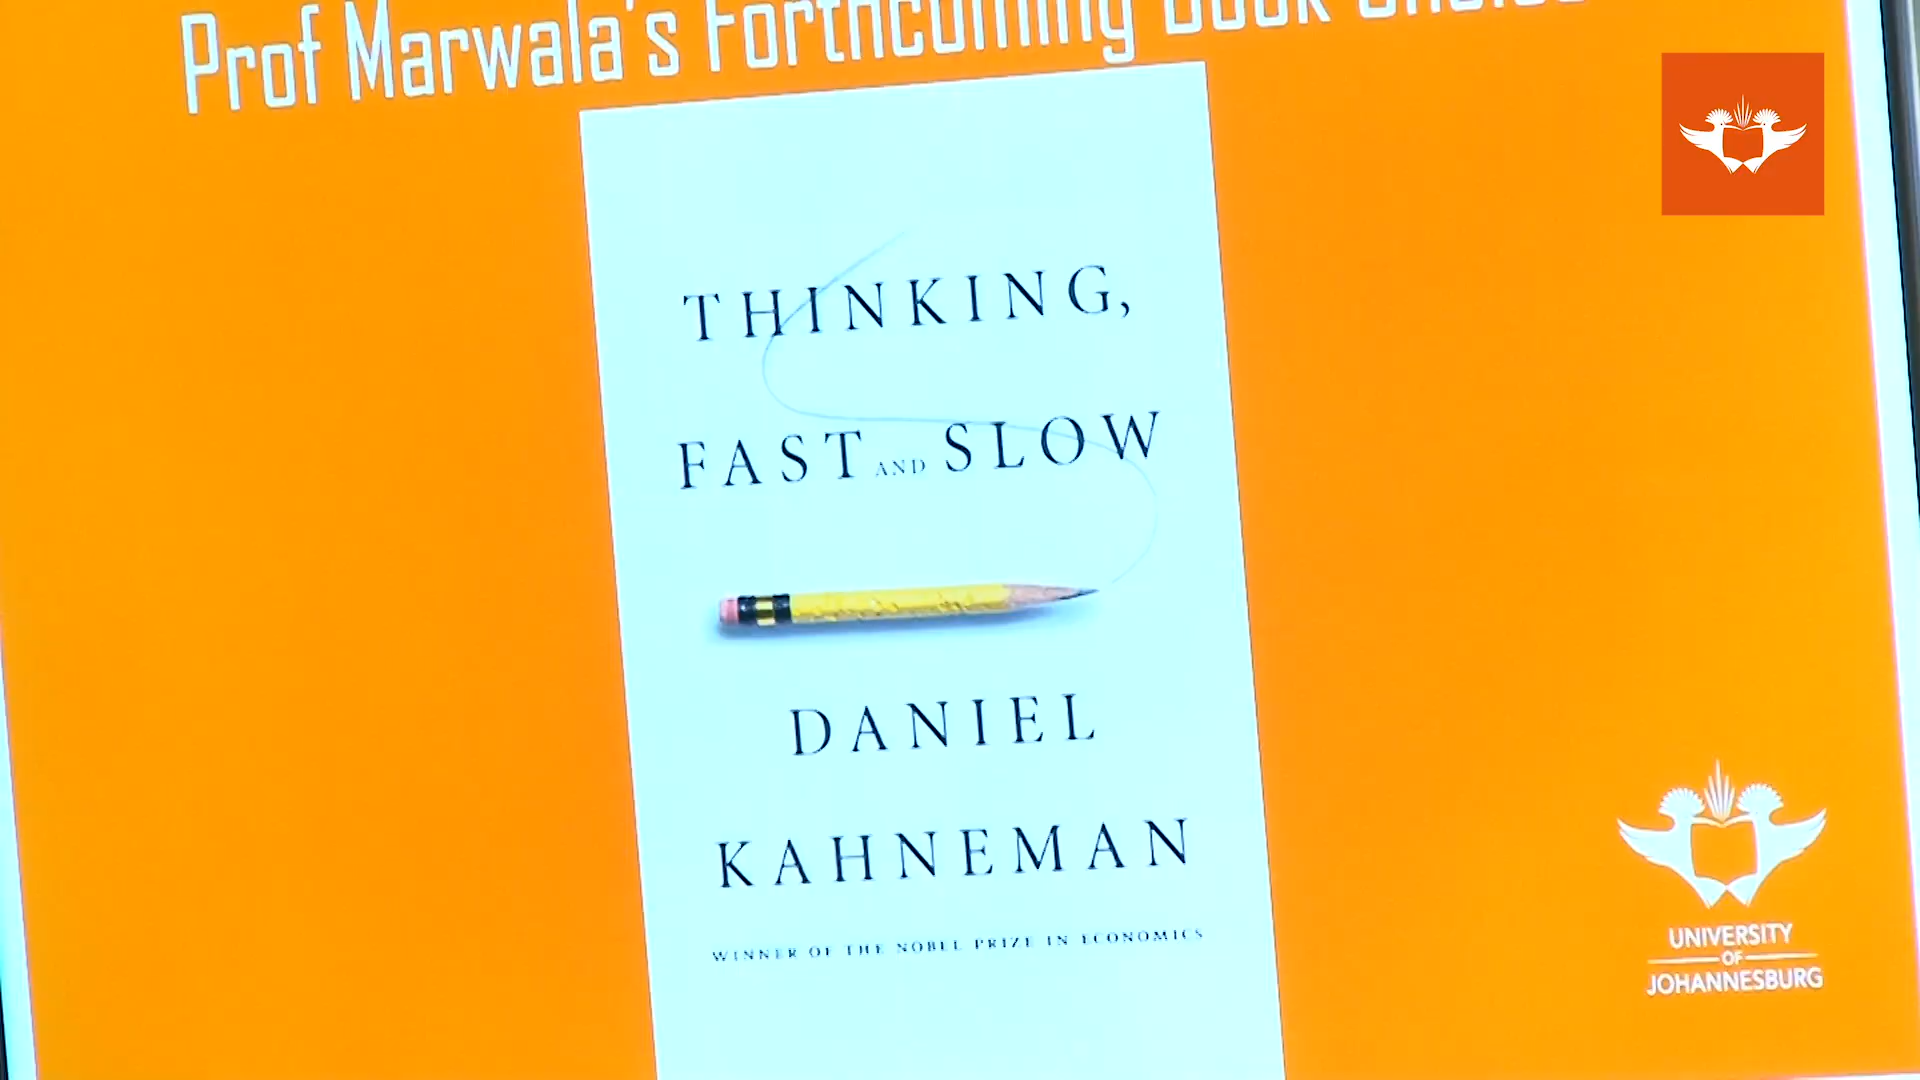 Prof Marwala's Forthcoming Book
THINKING,
FAST AND SLOW
DANIEL
KAHNEMAN
WINNER OF THE NOBEL PRIZE IN ECONOMICS
UNIVERSITY
OF
JOHANNESBURG